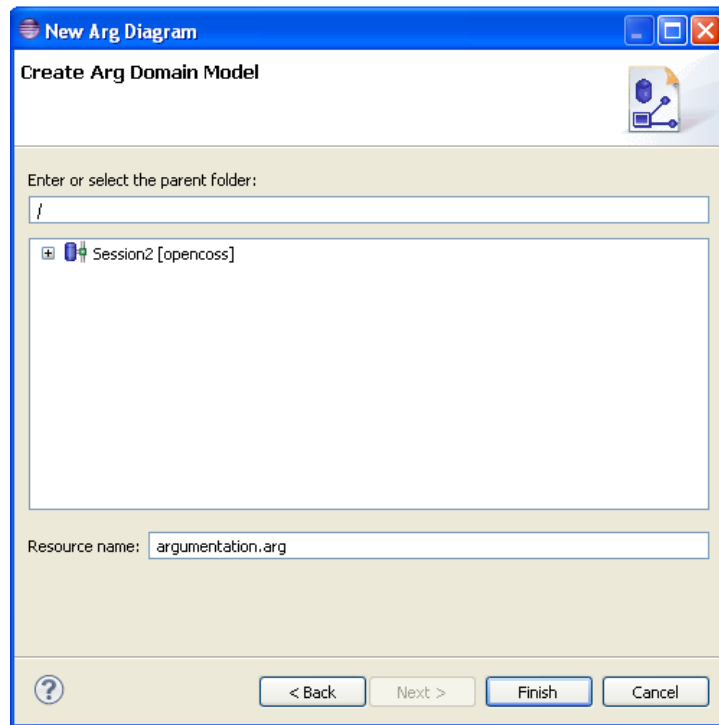 New Arg Diagram
Create Arg Domain Model
Enter or select the parent folder:
/
Session2 [opencoss]
Resource name: argumentation.arg
? < Back Next > Finish Cancel